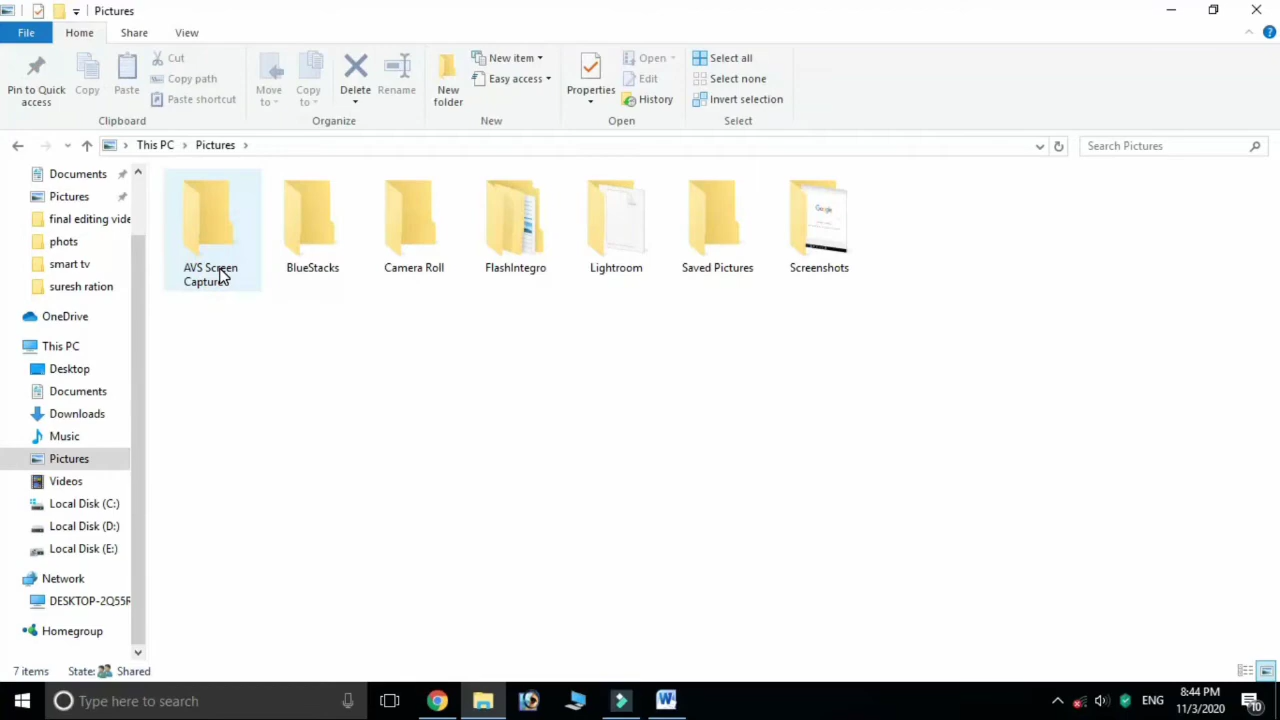 Pictures
File Home Share View
Pin to Quick access
Copy
Paste
Cut
Copy path
Paste shortcut
Clipboard
Move to
Copy to
Delete
Rename
Organize
New folder
New item
Easy access
New
Properties
Open
Edit
History
Open
Select all
Select none
Invert selection
Select
This PC Pictures
Search Pictures
Documents
Pictures
final editing vide
phots
smart tv
suresh ration
OneDrive
This PC
Desktop
Documents
Downloads
Music
Pictures
Videos
Local Disk (C:)
Local Disk (D:)
Local Disk (E:)
Network
DESKTOP-2Q55R
Homegroup
AVS Screen Capture
BlueStacks
Camera Roll
FlashIntegro
Lightroom
Saved Pictures
Google
Screenshots
7 items State: Shared
Type here to search
W
ENG
8:44 PM
11/3/2020
10